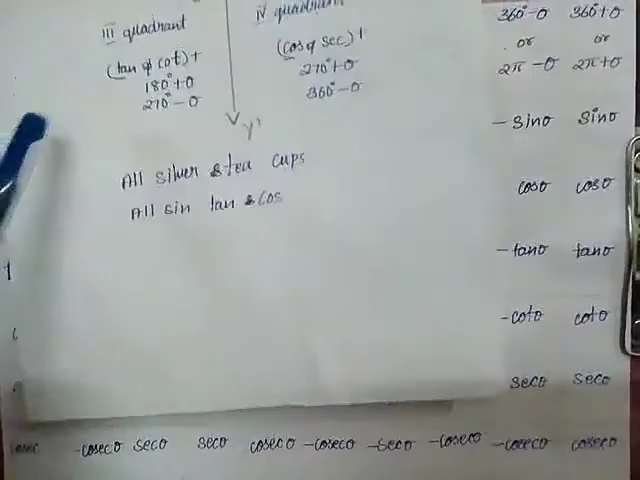 III quadrant
(tan & cot)+
180°+θ
270°-θ
IV quadrant
(cos & sec)+
270°+θ
360°-θ
y'
All silver & tea cups
All sin tan & cos
360°-θ 360°+θ
or or
2π-θ 2π+θ
-sinθ sinθ
cosθ cosθ
-tanθ tanθ
-cotθ cotθ
secθ secθ
-cosecθ secθ secθ cosecθ -cosecθ -secθ -cosecθ -cosecθ cosecθ